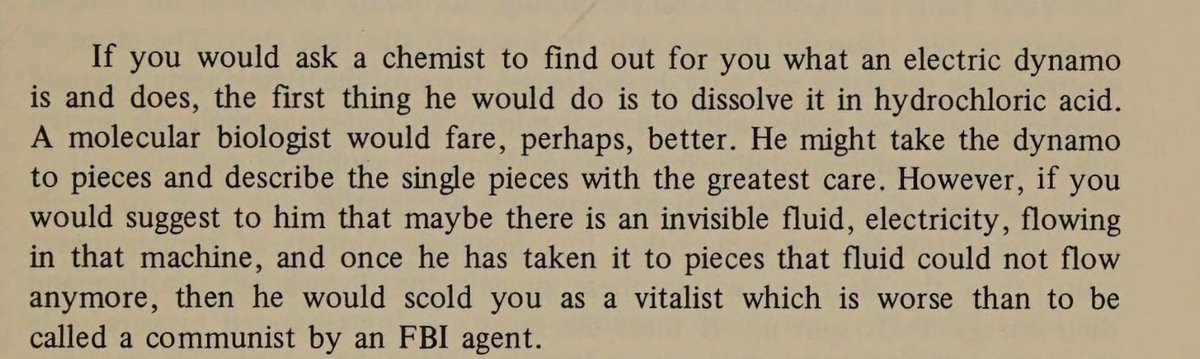 If you would ask a chemist to find out for you what an electric dynamo
is and does, the first thing he would do is to dissolve it in hydrochloric acid.
A molecular biologist would fare, perhaps, better. He might take the dynamo
to pieces and describe the single pieces with the greatest care. However, if you
would suggest to him that maybe there is an invisible fluid, electricity, flowing
in that machine, and once he has taken it to pieces that fluid could not flow
anymore, then he would scold you as a vitalist which is worse than to be
called a communist by an FBI agent.